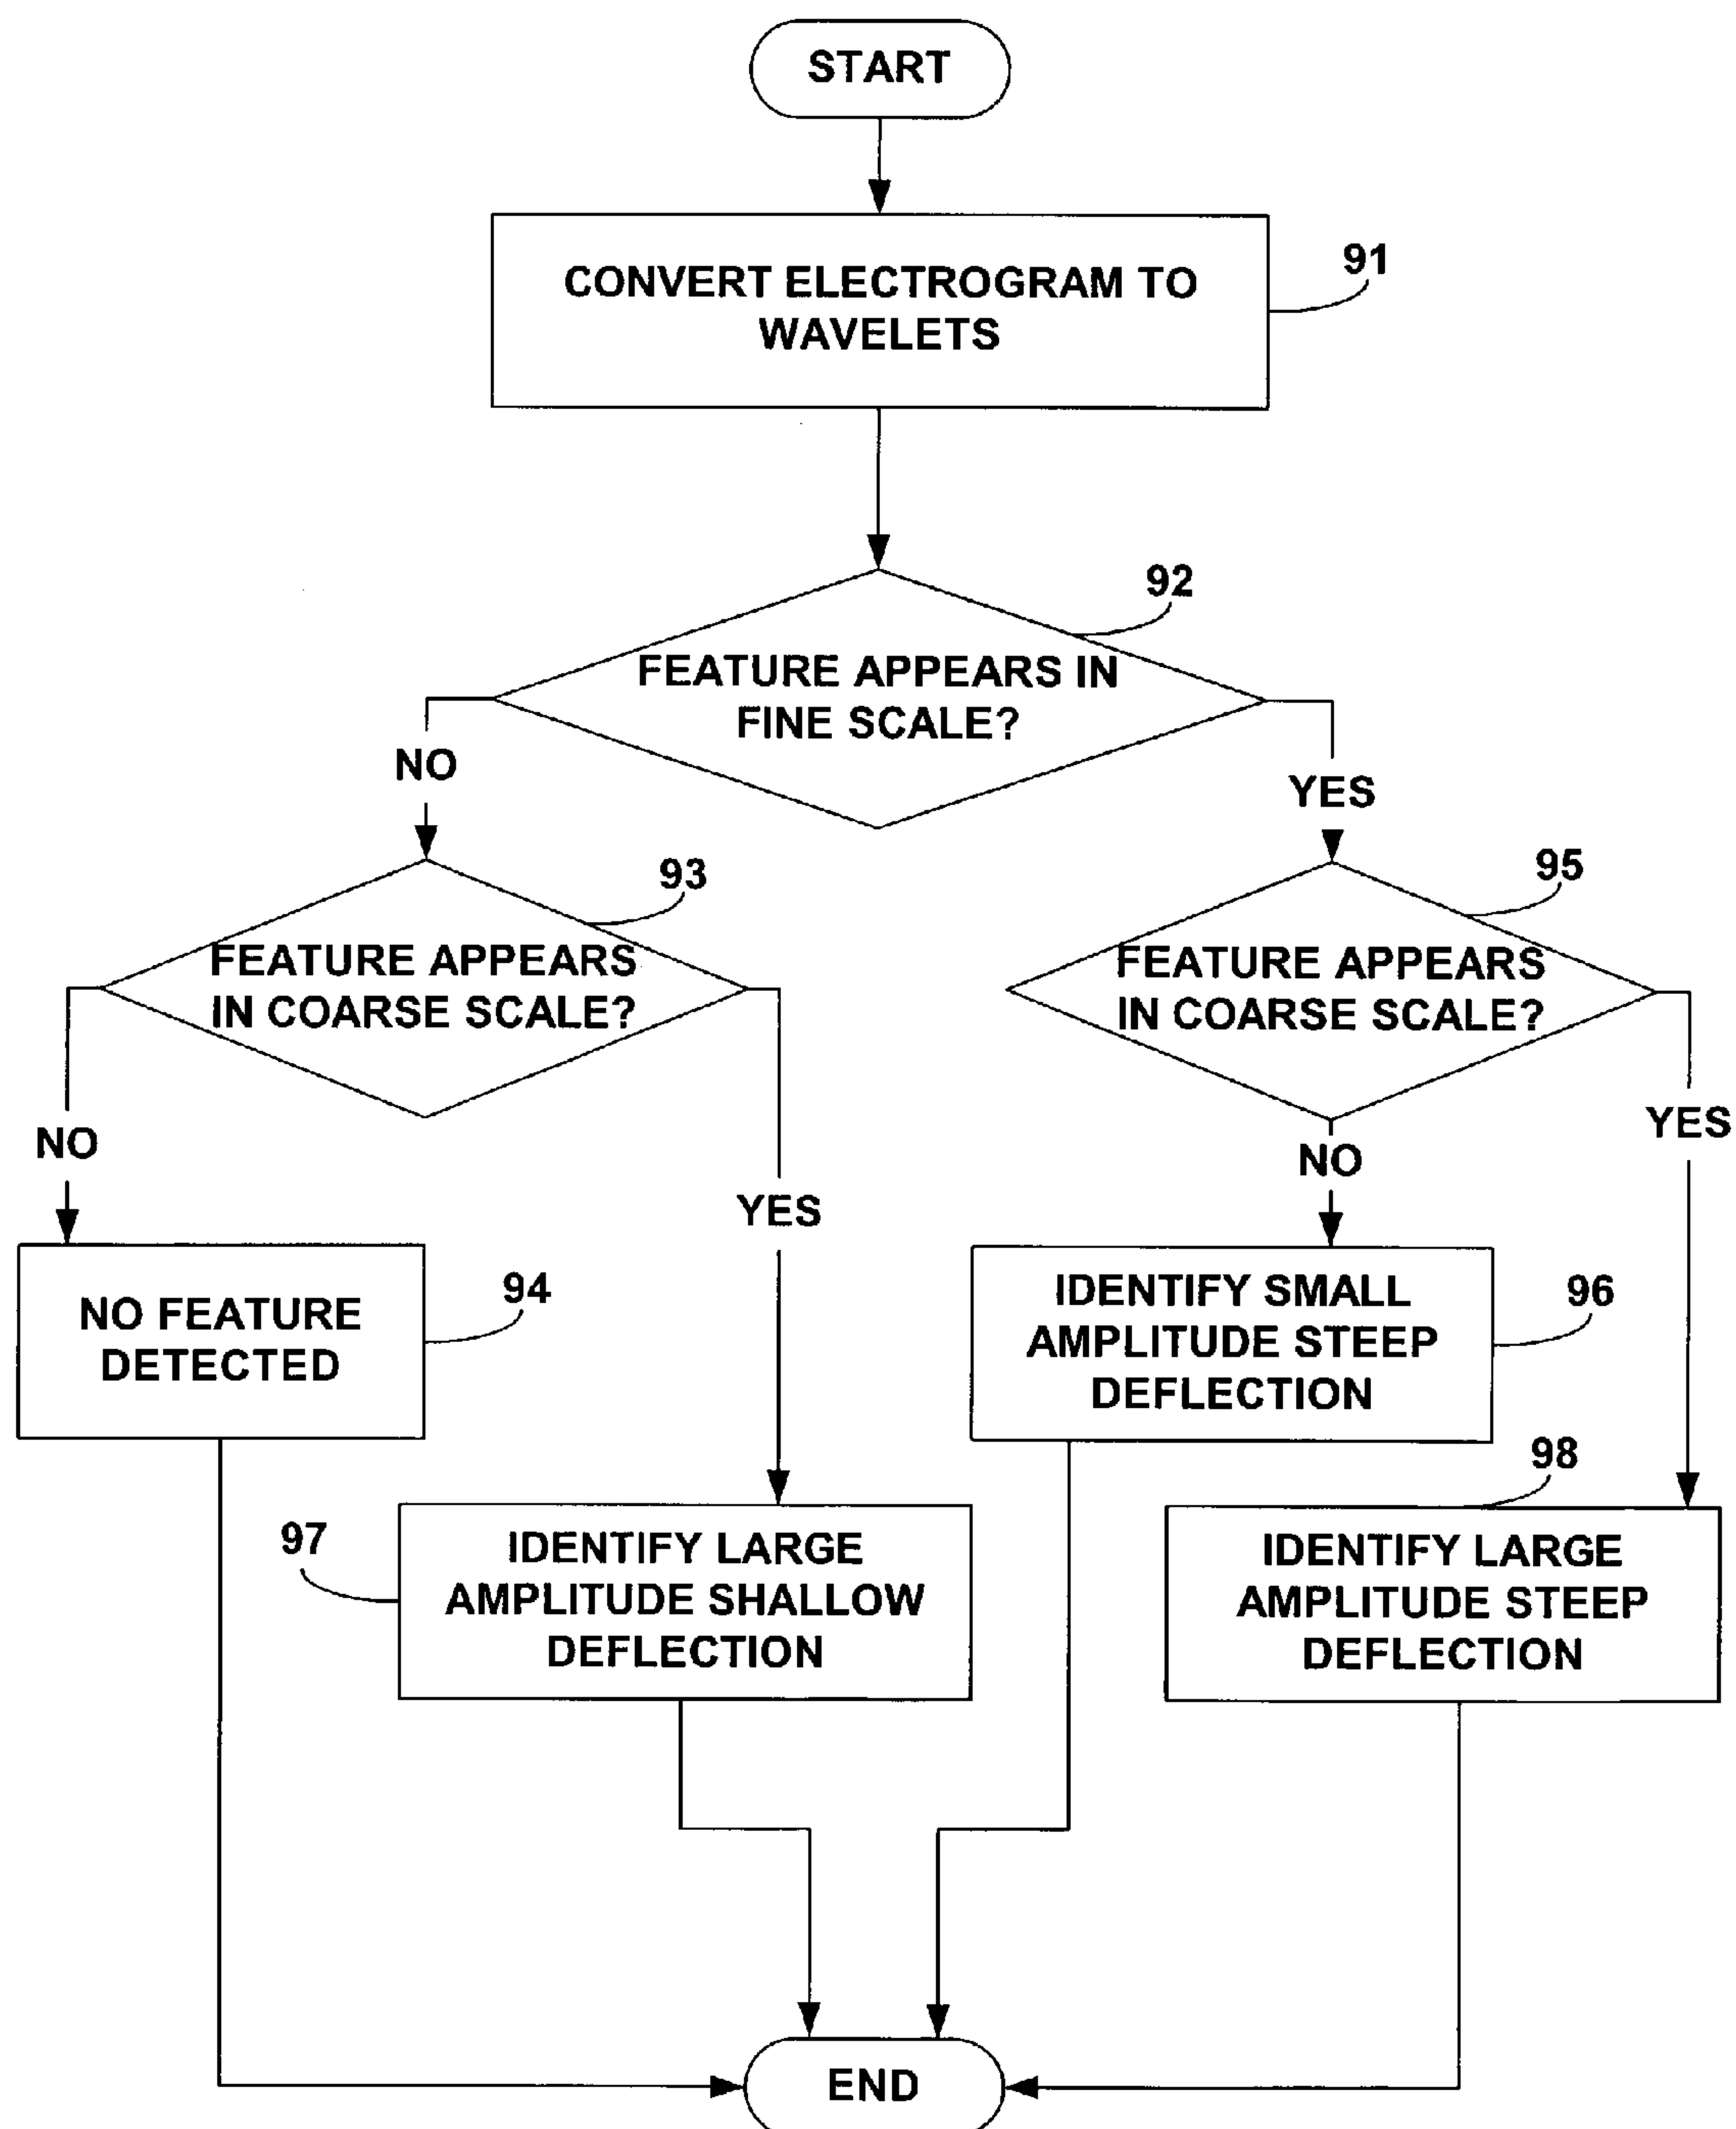 START
CONVERT ELECTROGRAM TO
WAVELETS
91
92
FEATURE APPEARS IN
FINE SCALE?
NO
YES
93
FEATURE APPEARS
IN COARSE SCALE?
95
FEATURE APPEARS
IN COARSE SCALE?
NO
YES
NO
YES
NO FEATURE
DETECTED
94
IDENTIFY SMALL
AMPLITUDE STEEP
DEFLECTION
96
97
IDENTIFY LARGE
AMPLITUDE SHALLOW
DEFLECTION
98
IDENTIFY LARGE
AMPLITUDE STEEP
DEFLECTION
END